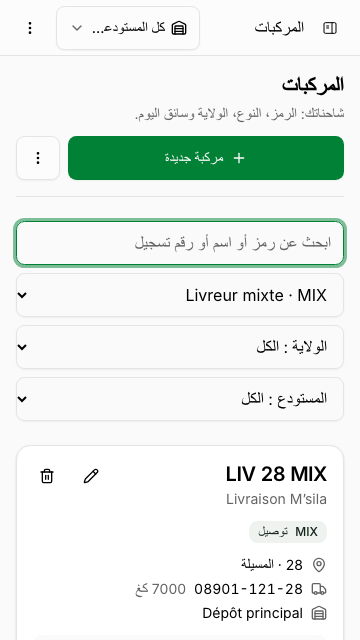 المركبات
كل المستودع...
المركبات
شاحناتك: الرمز، النوع، الولاية وسائق اليوم.
مركبة جديدة
ابحث عن رمز أو اسم أو رقم تسجيل
Livreur mixte · MIX
الولاية : الكل
المستودع : الكل
LIV 28 MIX
Livraison M’sila
MIX توصيل
28 · المسيلة
08901-121-28 7000 كغ
Dépôt principal